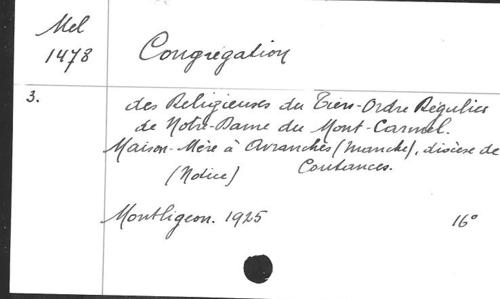 Mel
1478
Congrégation
3.
des Religieuses du Tiers-Ordre Régulier
de Notre-Dame du Mont-Carmel.
Maison-Mère à Avranches (Manche), diocèse de
(Notice) Coutances.
Montligeon. 1925 16°